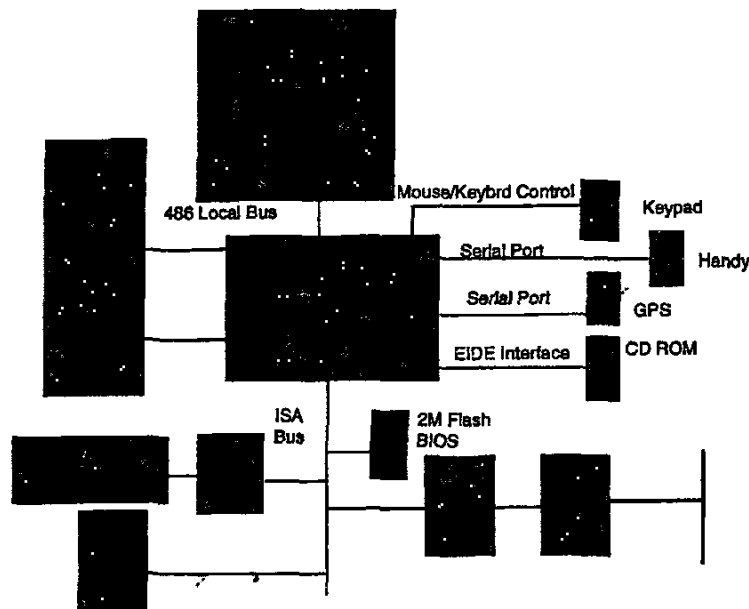 486 Local Bus
Mouse/Keybrd Control
Keypad
Serial Port
Handy
Serial Port
GPS
EIDE Interface
CD ROM
ISA
Bus
2M Flash
BIOS